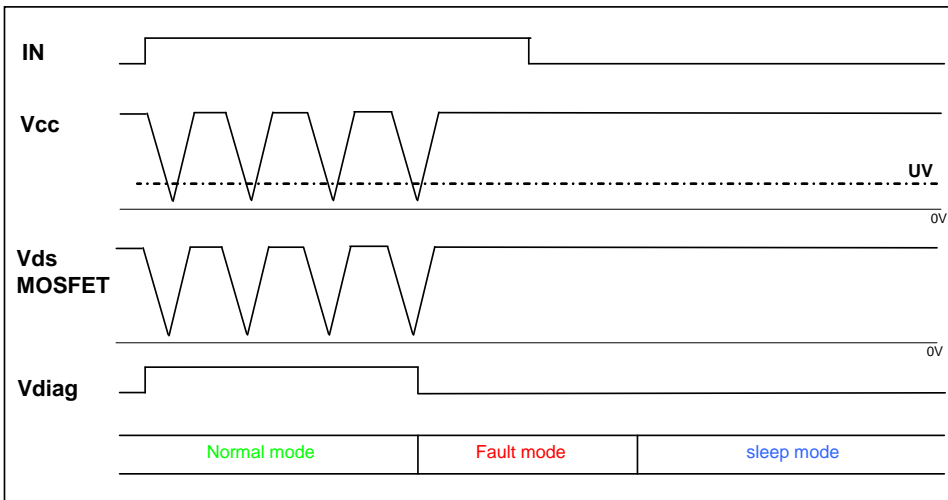 IN
Vcc
UV
0V
Vds
MOSFET
0V
Vdiag
Normal mode Fault mode sleep mode